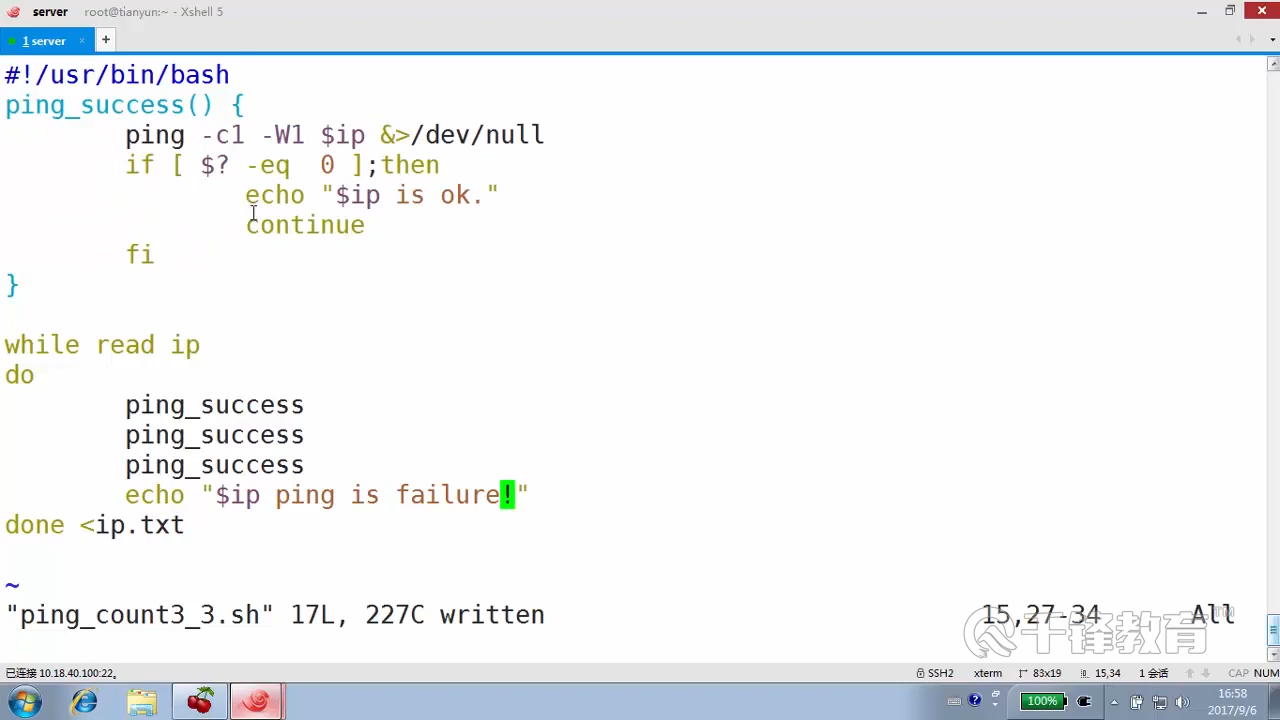 server root@tianyun:~ - Xshell 5
1 server × +
#!/usr/bin/bash
ping_success() {
ping -c1 -W1 $ip &>/dev/null
if [ $? -eq  0 ];then
echo "$ip is ok."
continue
fi
}
while read ip
do
ping_success
ping_success
ping_success
echo "$ip ping is failure!"
done <ip.txt
~
"ping_count3_3.sh" 17L, 227C written 15,27-34 All
千锋教育 TM
已连接 10.18.40.100:22。 SSH2 xterm 83x19 15,34 1 会话 CAP NUM
100% 16:58
2017/9/6